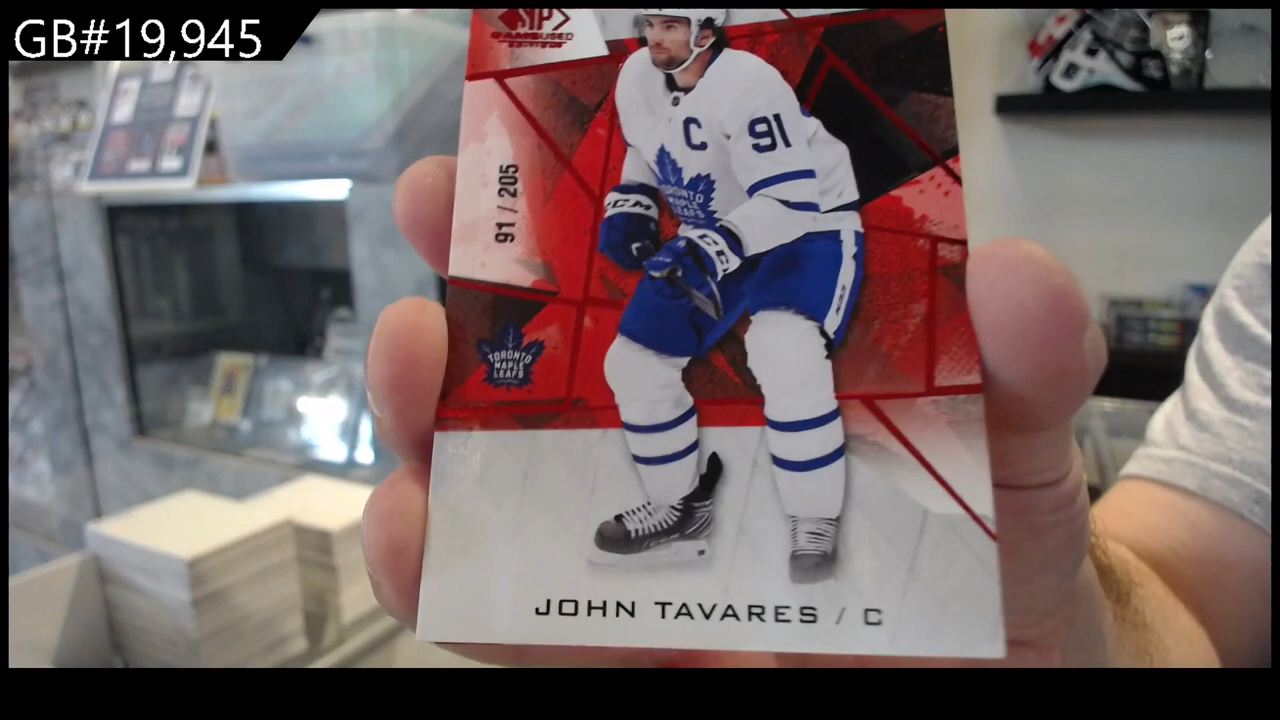 GB#19,945
SP
GAME USED
EDITION
C
91
TORONTO
MAPLE
LEAFS
CCM
CCM
91 / 205
TORONTO
MAPLE
LEAFS
JOHN TAVARES / C